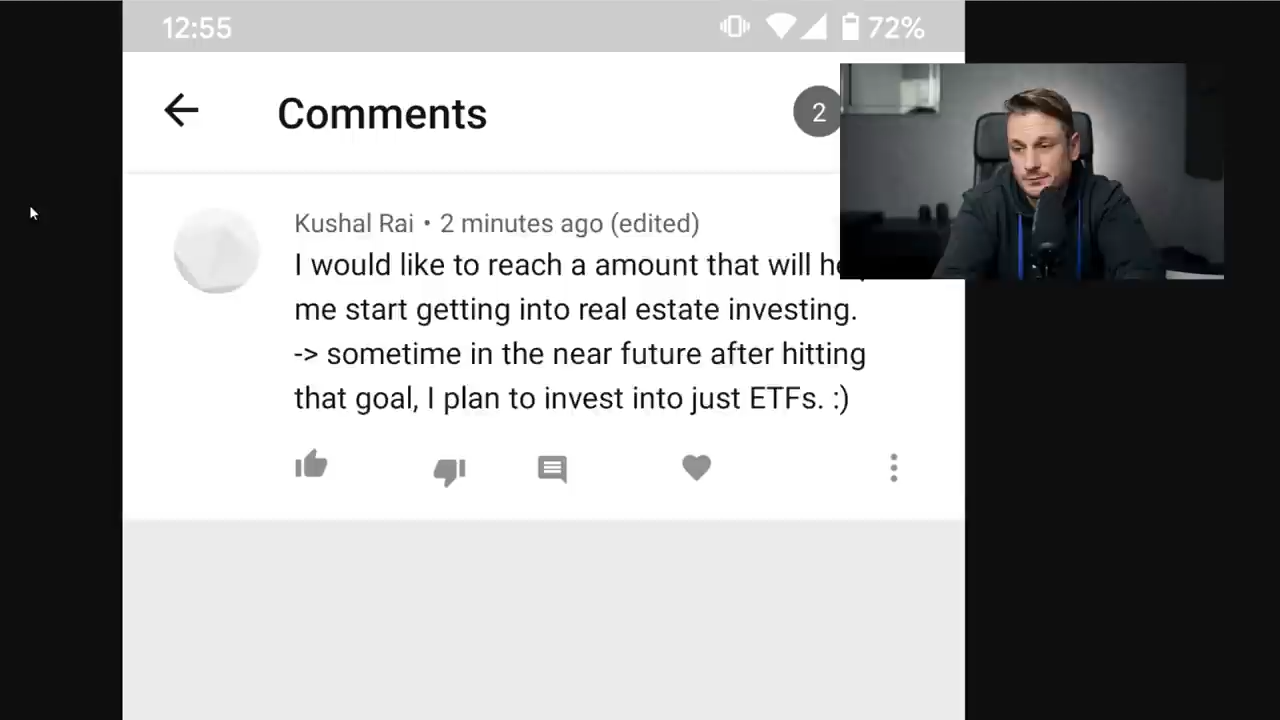 12:55 72%
Comments 2
Kushal Rai • 2 minutes ago (edited)
I would like to reach a amount that will
me start getting into real estate investing.
-> sometime in the near future after hitting
that goal, I plan to invest into just ETFs. :)